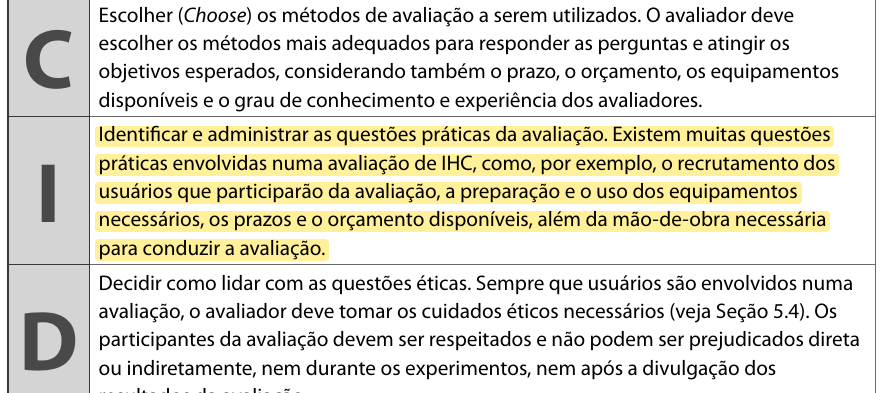 C
Escolher (Choose) os métodos de avaliação a serem utilizados. O avaliador deve
escolher os métodos mais adequados para responder as perguntas e atingir os
objetivos esperados, considerando também o prazo, o orçamento, os equipamentos
disponíveis e o grau de conhecimento e experiência dos avaliadores.
I
Identificar e administrar as questões práticas da avaliação. Existem muitas questões
práticas envolvidas numa avaliação de IHC, como, por exemplo, o recrutamento dos
usuários que participarão da avaliação, a preparação e o uso dos equipamentos
necessários, os prazos e o orçamento disponíveis, além da mão-de-obra necessária
para conduzir a avaliação.
D
Decidir como lidar com as questões éticas. Sempre que usuários são envolvidos numa
avaliação, o avaliador deve tomar os cuidados éticos necessários (veja Seção 5.4). Os
participantes da avaliação devem ser respeitados e não podem ser prejudicados direta
ou indiretamente, nem durante os experimentos, nem após a divulgação dos